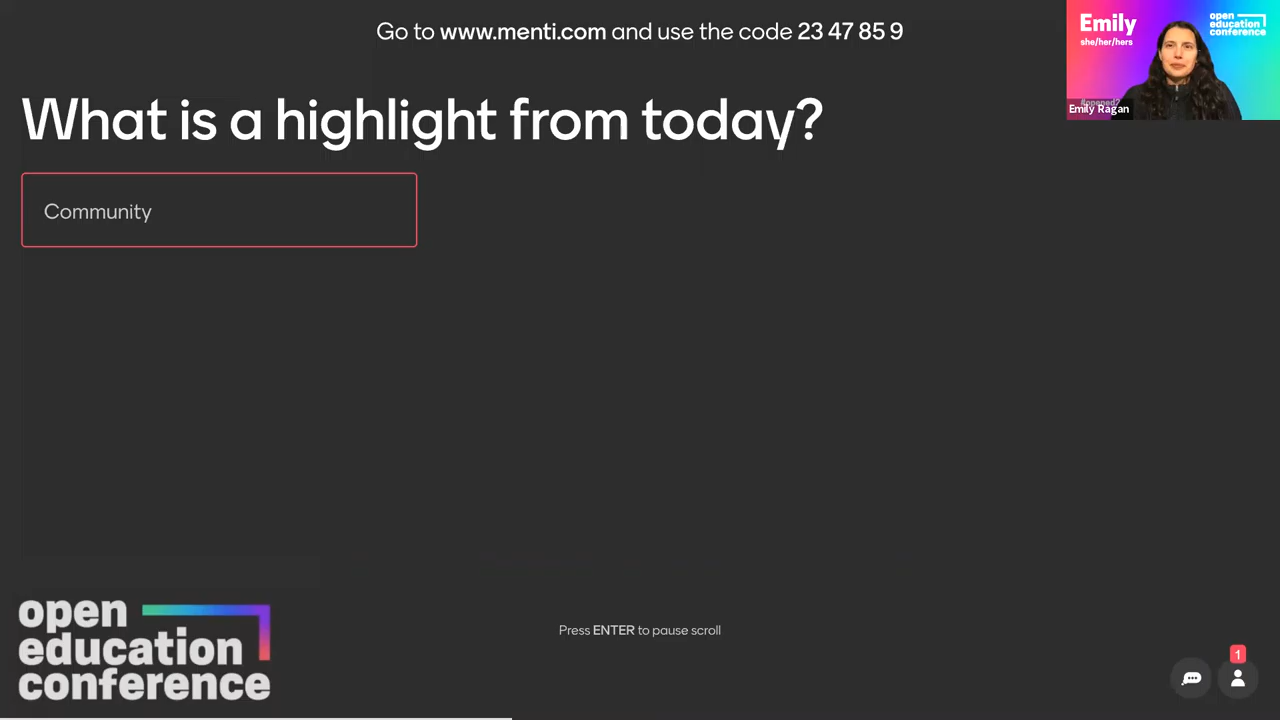 Go to www.menti.com and use the code 23 47 85 9
Emily
she/her/hers
open
education
conference
Emily Ragan
What is a highlight from today?
Community
open
education
conference
Press ENTER to pause scroll
1